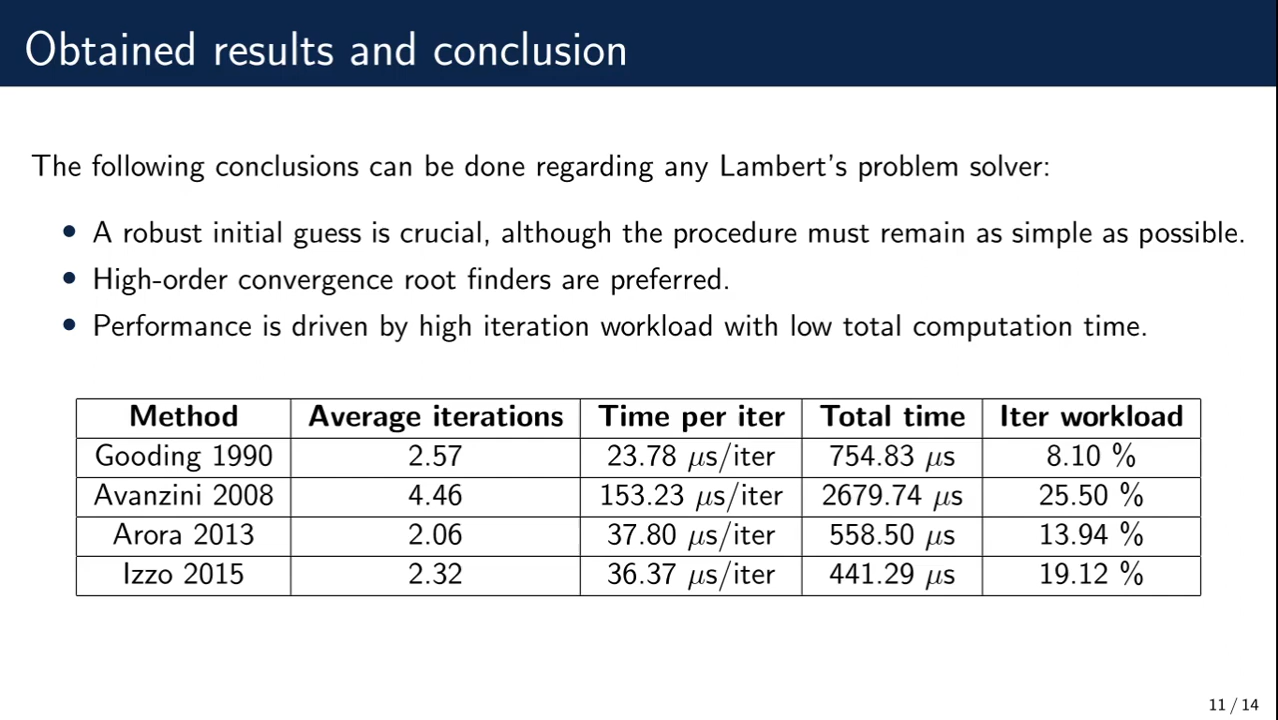 Obtained results and conclusion
The following conclusions can be done regarding any Lambert's problem solver:
• A robust initial guess is crucial, although the procedure must remain as simple as possible.
• High-order convergence root finders are preferred.
• Performance is driven by high iteration workload with low total computation time.
Method Average iterations Time per iter Total time Iter workload
Gooding 1990 2.57 23.78 μs/iter 754.83 μs 8.10 %
Avanzini 2008 4.46 153.23 μs/iter 2679.74 μs 25.50 %
Arora 2013 2.06 37.80 μs/iter 558.50 μs 13.94 %
Izzo 2015 2.32 36.37 μs/iter 441.29 μs 19.12 %
11 / 14